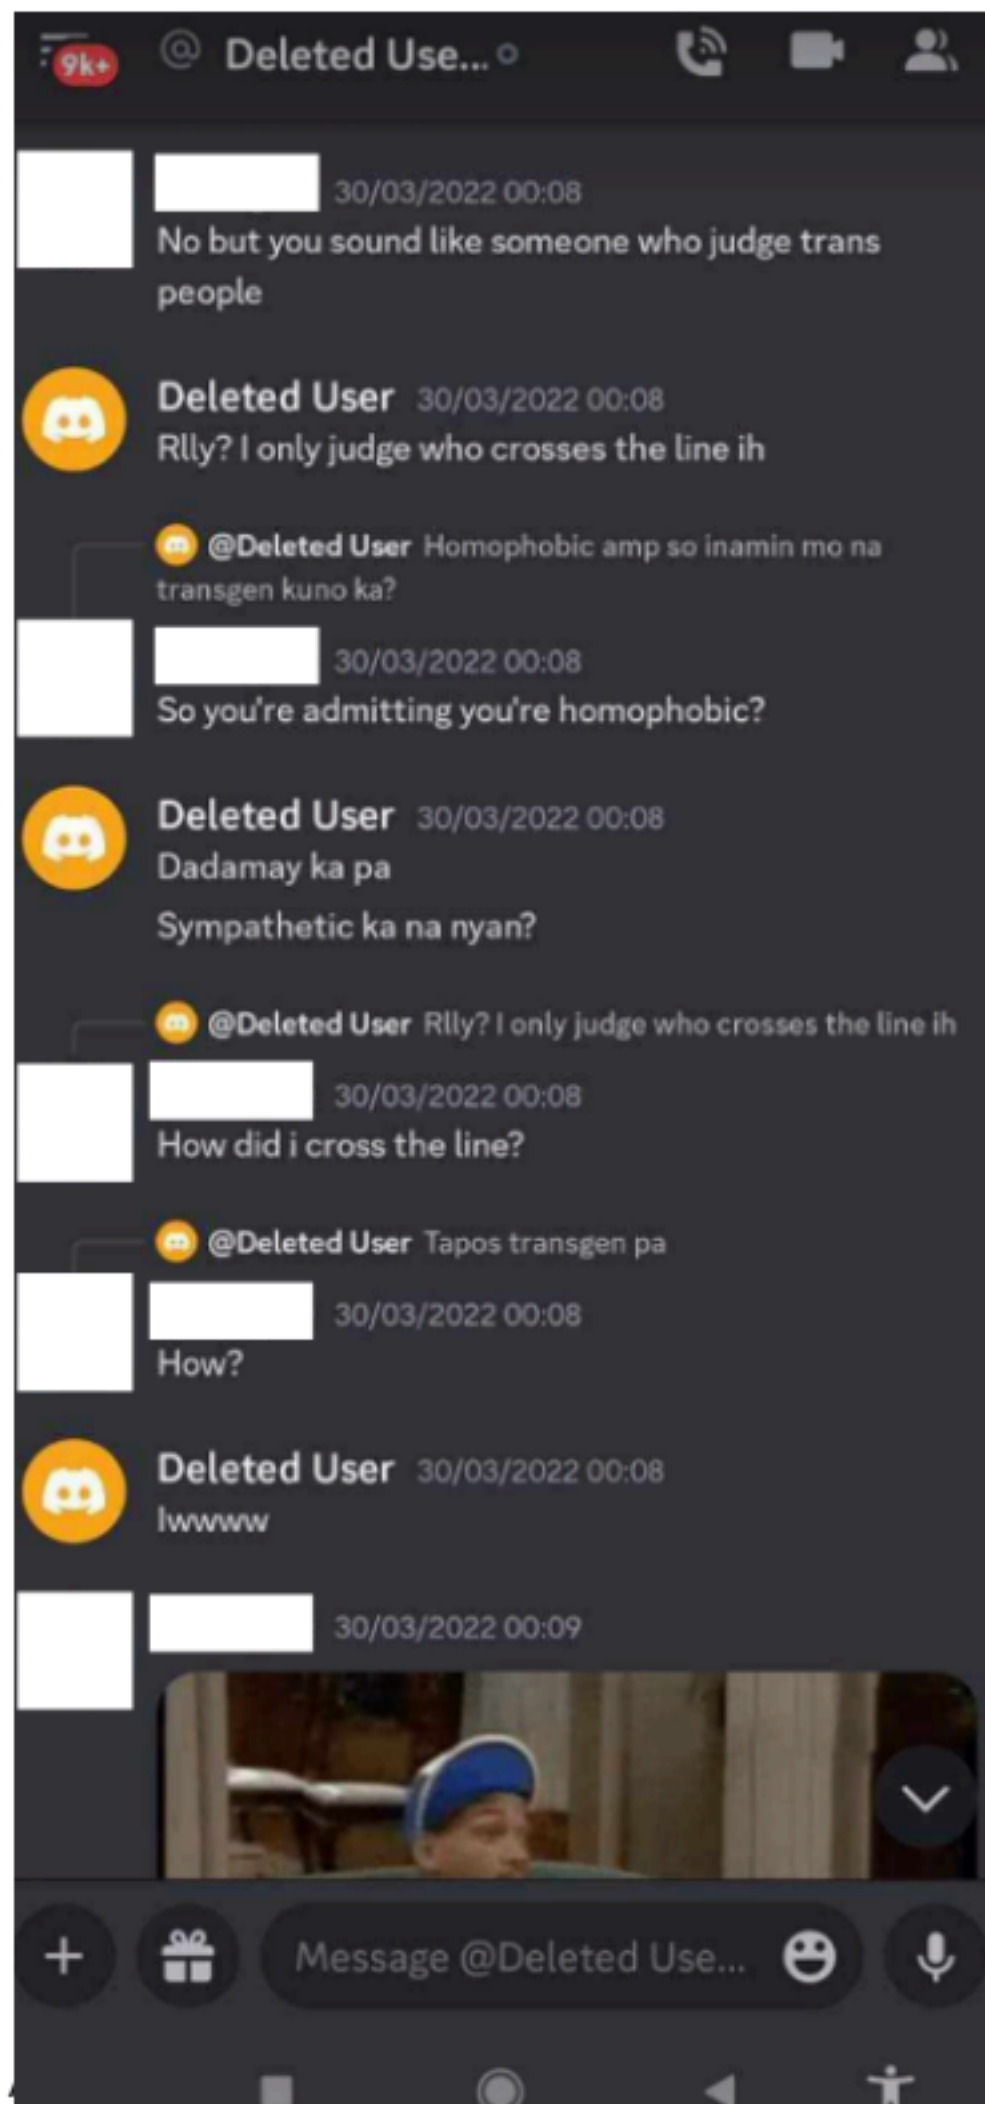 9k+
@ Deleted Use...
30/03/2022 00:08
No but you sound like someone who judge trans
people
Deleted User 30/03/2022 00:08
Rlly? I only judge who crosses the line ih
@Deleted User Homophobic amp so inamin mo na
transgen kuno ka?
30/03/2022 00:08
So you're admitting you're homophobic?
Deleted User 30/03/2022 00:08
Dadamay ka pa
Sympathetic ka na nyan?
@Deleted User Rlly? I only judge who crosses the line ih
30/03/2022 00:08
How did i cross the line?
@Deleted User Tapos transgen pa
30/03/2022 00:08
How?
Deleted User 30/03/2022 00:08
Iwwww
30/03/2022 00:09
Message @Deleted Use...